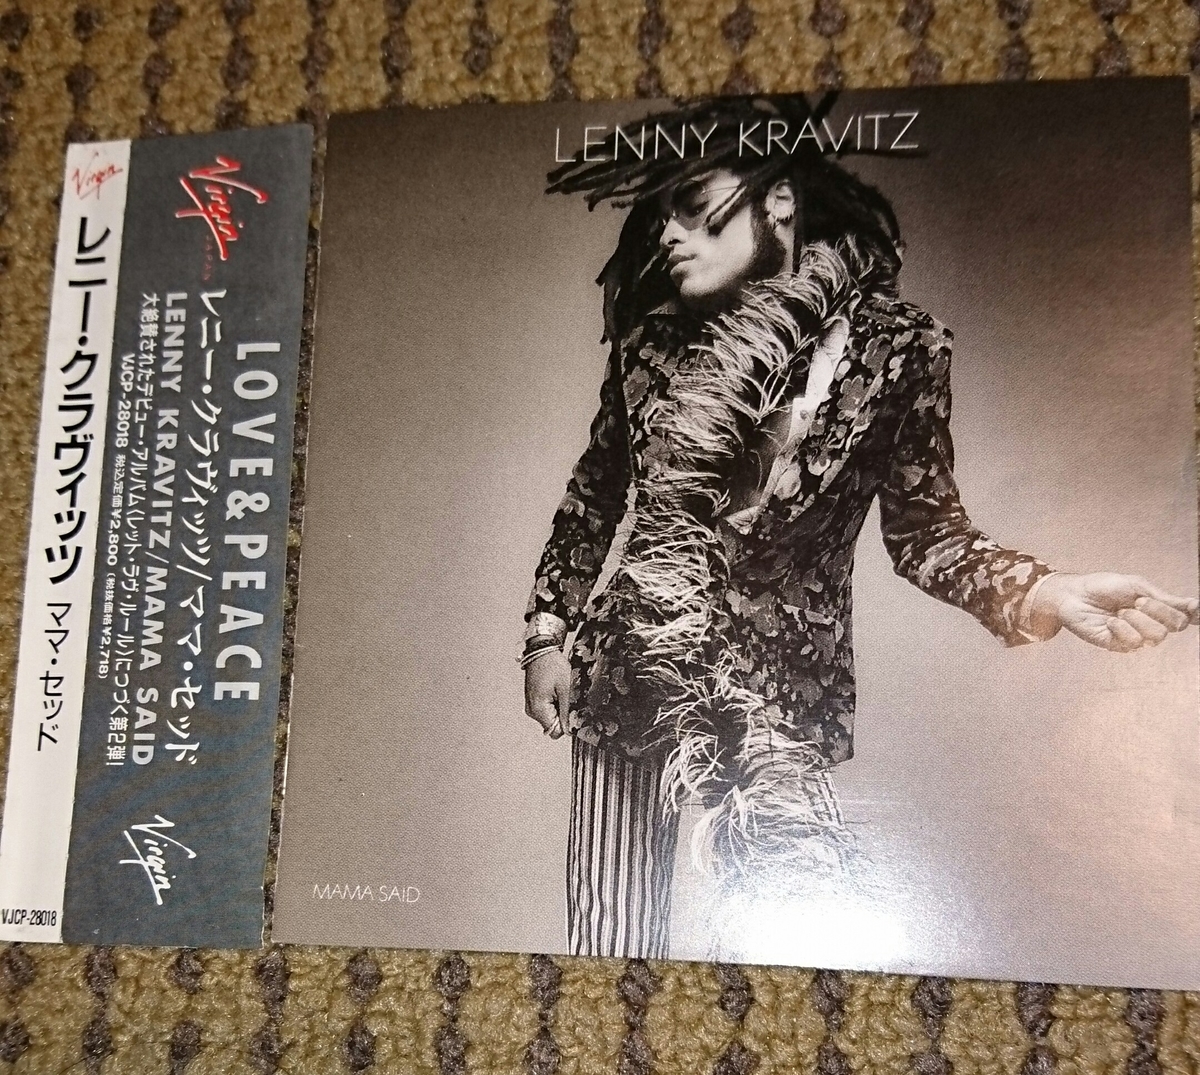 Virgin
レニー・クラヴィッツ ママ・セッド
VJCP-28018
Virgin
JAPAN
LOVE&PEACE
レニー・クラヴィッツ/ママ・セッド
LENNY KRAVITZ/MAMA SAID
大絶賛されたデビュー・アルバム〈レット・ラヴ・ルール〉につづく第2弾!
VJCP-28018 税込定価¥2,800 (税抜価格¥2,718)
Virgin
LENNY KRAVITZ
MAMA SAID